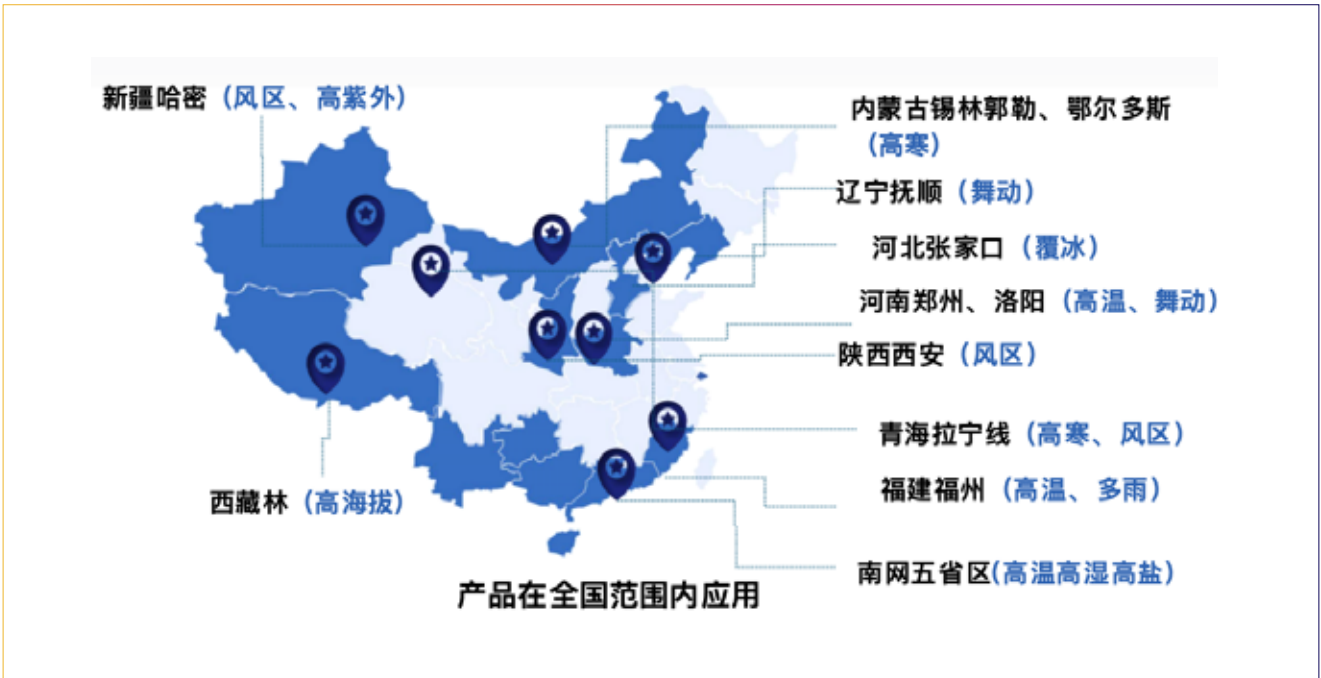 新疆哈密（风区、高紫外）
内蒙古锡林郭勒、鄂尔多斯
（高寒）
辽宁抚顺（舞动）
河北张家口（覆冰）
河南郑州、洛阳（高温、舞动）
陕西西安（风区）
青海拉宁线（高寒、风区）
福建福州（高温、多雨）
西藏林（高海拔）
南网五省区(高温高湿高盐)
产品在全国范围内应用